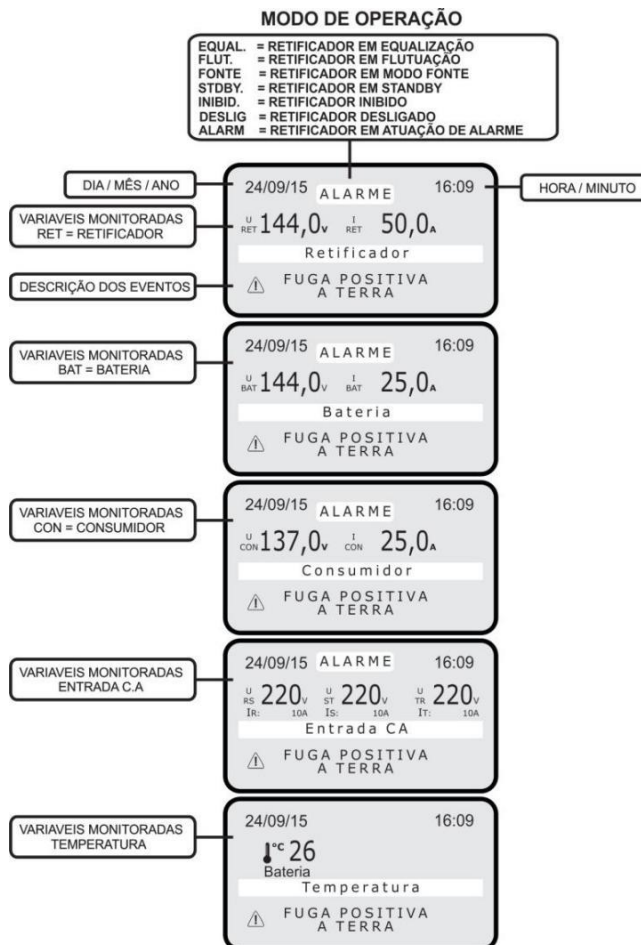 MODO DE OPERAÇÃO
EQUAL. = RETIFICADOR EM EQUALIZAÇÃO
FLUT. = RETIFICADOR EM FLUTUAÇÃO
FONTE = RETIFICADOR EM MODO FONTE
STDBY. = RETIFICADOR EM STANDBY
INIBID. = RETIFICADOR INIBIDO
DESLIG = RETIFICADOR DESLIGADO
ALARM = RETIFICADOR EM ATUAÇÃO DE ALARME
DIA / MÊS / ANO
24/09/15 ALARME 16:09
HORA / MINUTO
VARIAVEIS MONITORADAS
RET = RETIFICADOR
U RET 144,0v I RET 50,0A
Retificador
DESCRIÇÃO DOS EVENTOS
FUGA POSITIVA
A TERRA
VARIAVEIS MONITORADAS
BAT = BATERIA
24/09/15 ALARME 16:09
U BAT 144,0v I BAT 25,0A
Bateria
FUGA POSITIVA
A TERRA
VARIAVEIS MONITORADAS
CON = CONSUMIDOR
24/09/15 ALARME 16:09
U CON 137,0v I CON 25,0A
Consumidor
FUGA POSITIVA
A TERRA
VARIAVEIS MONITORADAS
ENTRADA C.A
24/09/15 ALARME 16:09
U RS 220v U ST 220v U TR 220v
IR: 10A IS: 10A IT: 10A
Entrada CA
FUGA POSITIVA
A TERRA
VARIAVEIS MONITORADAS
TEMPERATURA
24/09/15 16:09
°C 26
Bateria
Temperatura
FUGA POSITIVA
A TERRA